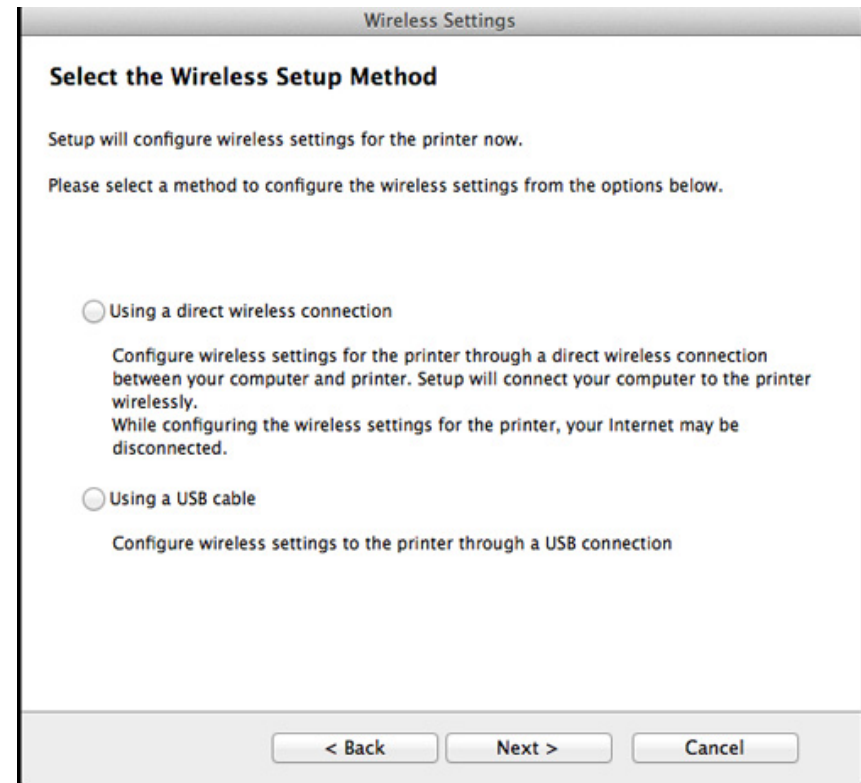 Wireless Settings
Select the Wireless Setup Method
Setup will configure wireless settings for the printer now.
Please select a method to configure the wireless settings from the options below.
Using a direct wireless connection
Configure wireless settings for the printer through a direct wireless connection
between your computer and printer. Setup will connect your computer to the printer
wirelessly.
While configuring the wireless settings for the printer, your Internet may be
disconnected.
Using a USB cable
Configure wireless settings to the printer through a USB connection
< Back
Next >
Cancel